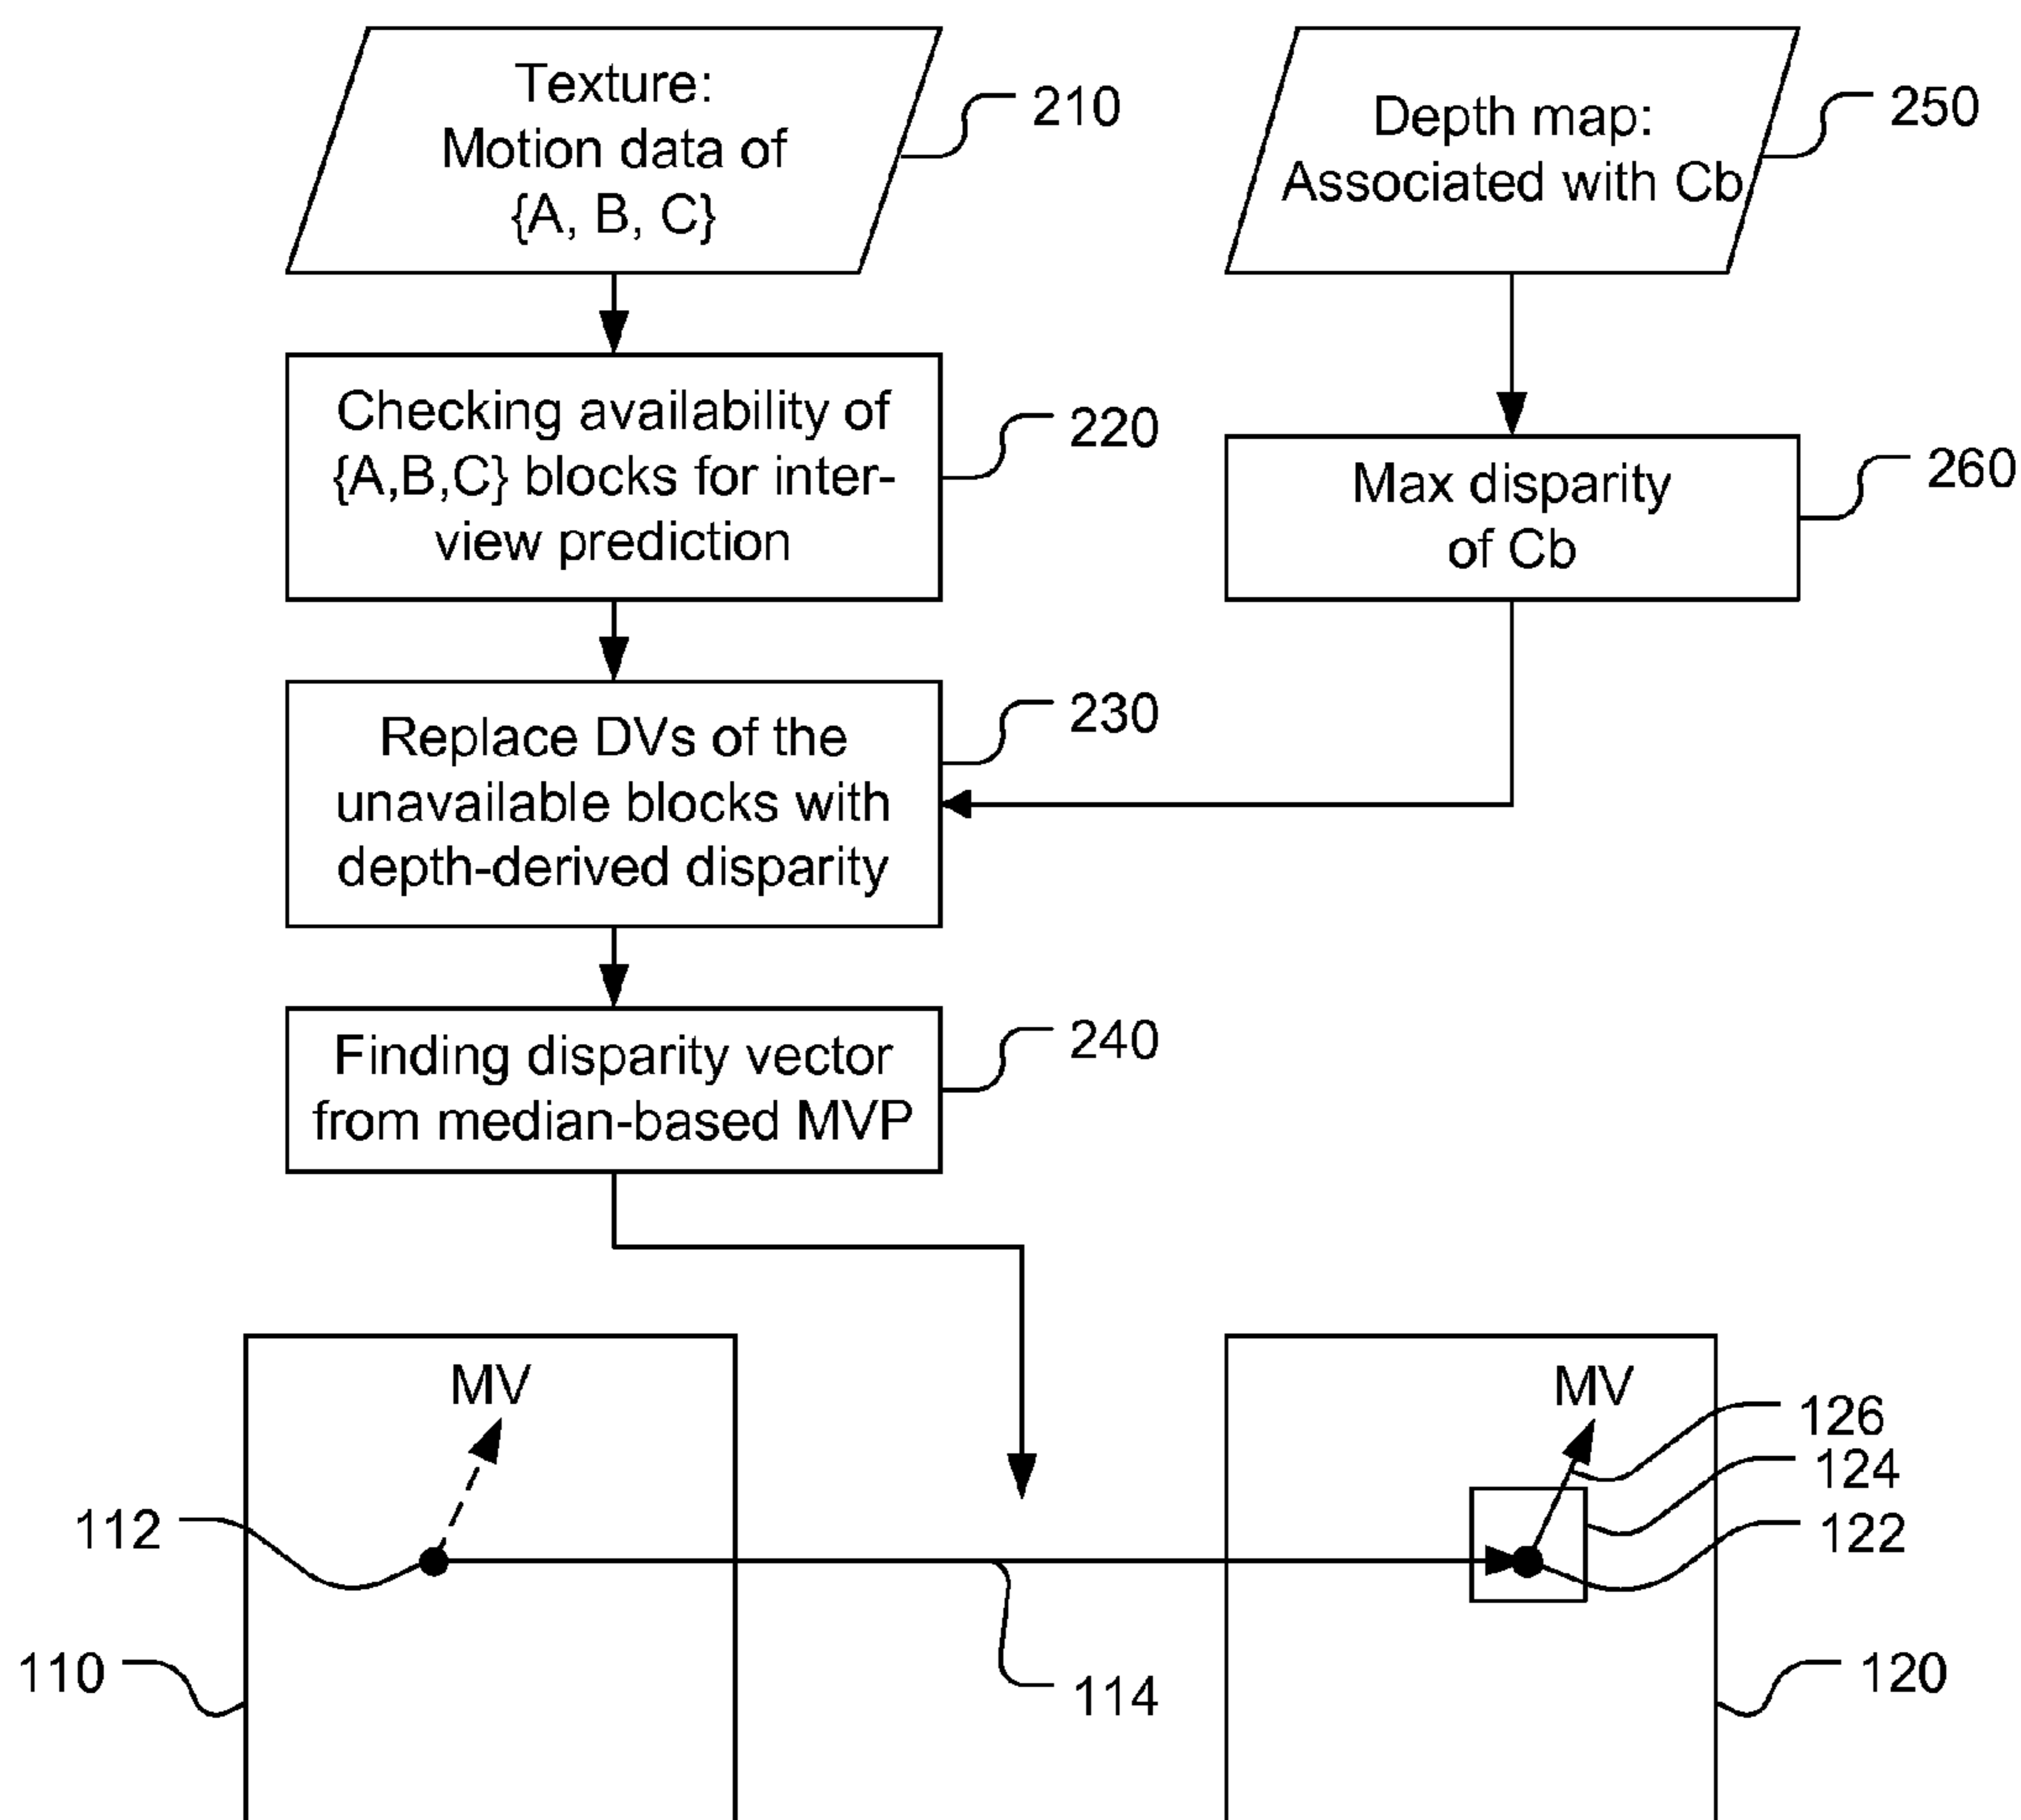 Texture:
Motion data of
{A, B, C}
210
Depth map:
Associated with Cb
250
Checking availability of
{A,B,C} blocks for inter-
view prediction
220
Max disparity
of Cb
260
Replace DVs of the
unavailable blocks with
depth-derived disparity
230
Finding disparity vector
from median-based MVP
240
MV
MV
126
124
122
112
110
114
120